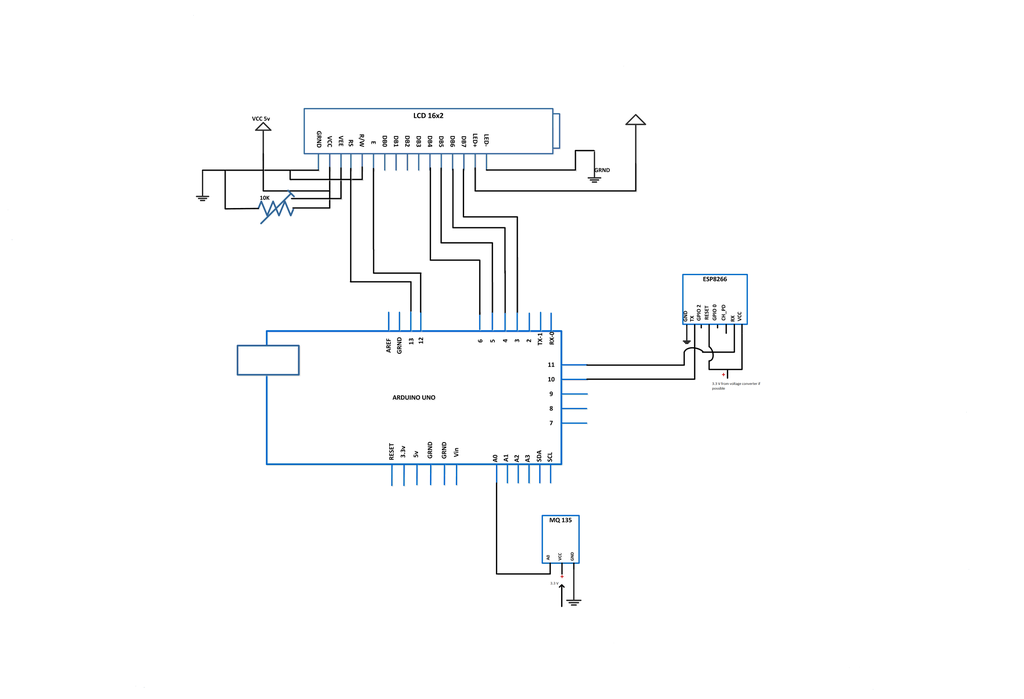 LCD 16x2
VCC 5v
GRND
VCC
VEE
RS
R/W
E
DB0
DB1
DB2
DB3
DB4
DB5
DB6
DB7
LED+
LED-
GRND
10K
ESP8266
GND
TX
GPIO 2
RESET
GPIO 0
CH_PD
RX
VCC
+
3.3 V from voltage converter if
possible
AREF
GRND
13
12
6
5
4
3
2
TX-1
RX-0
11
10
9
8
7
ARDUINO UNO
RESET
3.3v
5v
GRND
GRND
Vin
A0
A1
A2
A3
SDA
SCL
MQ 135
A0
VCC
GND
+